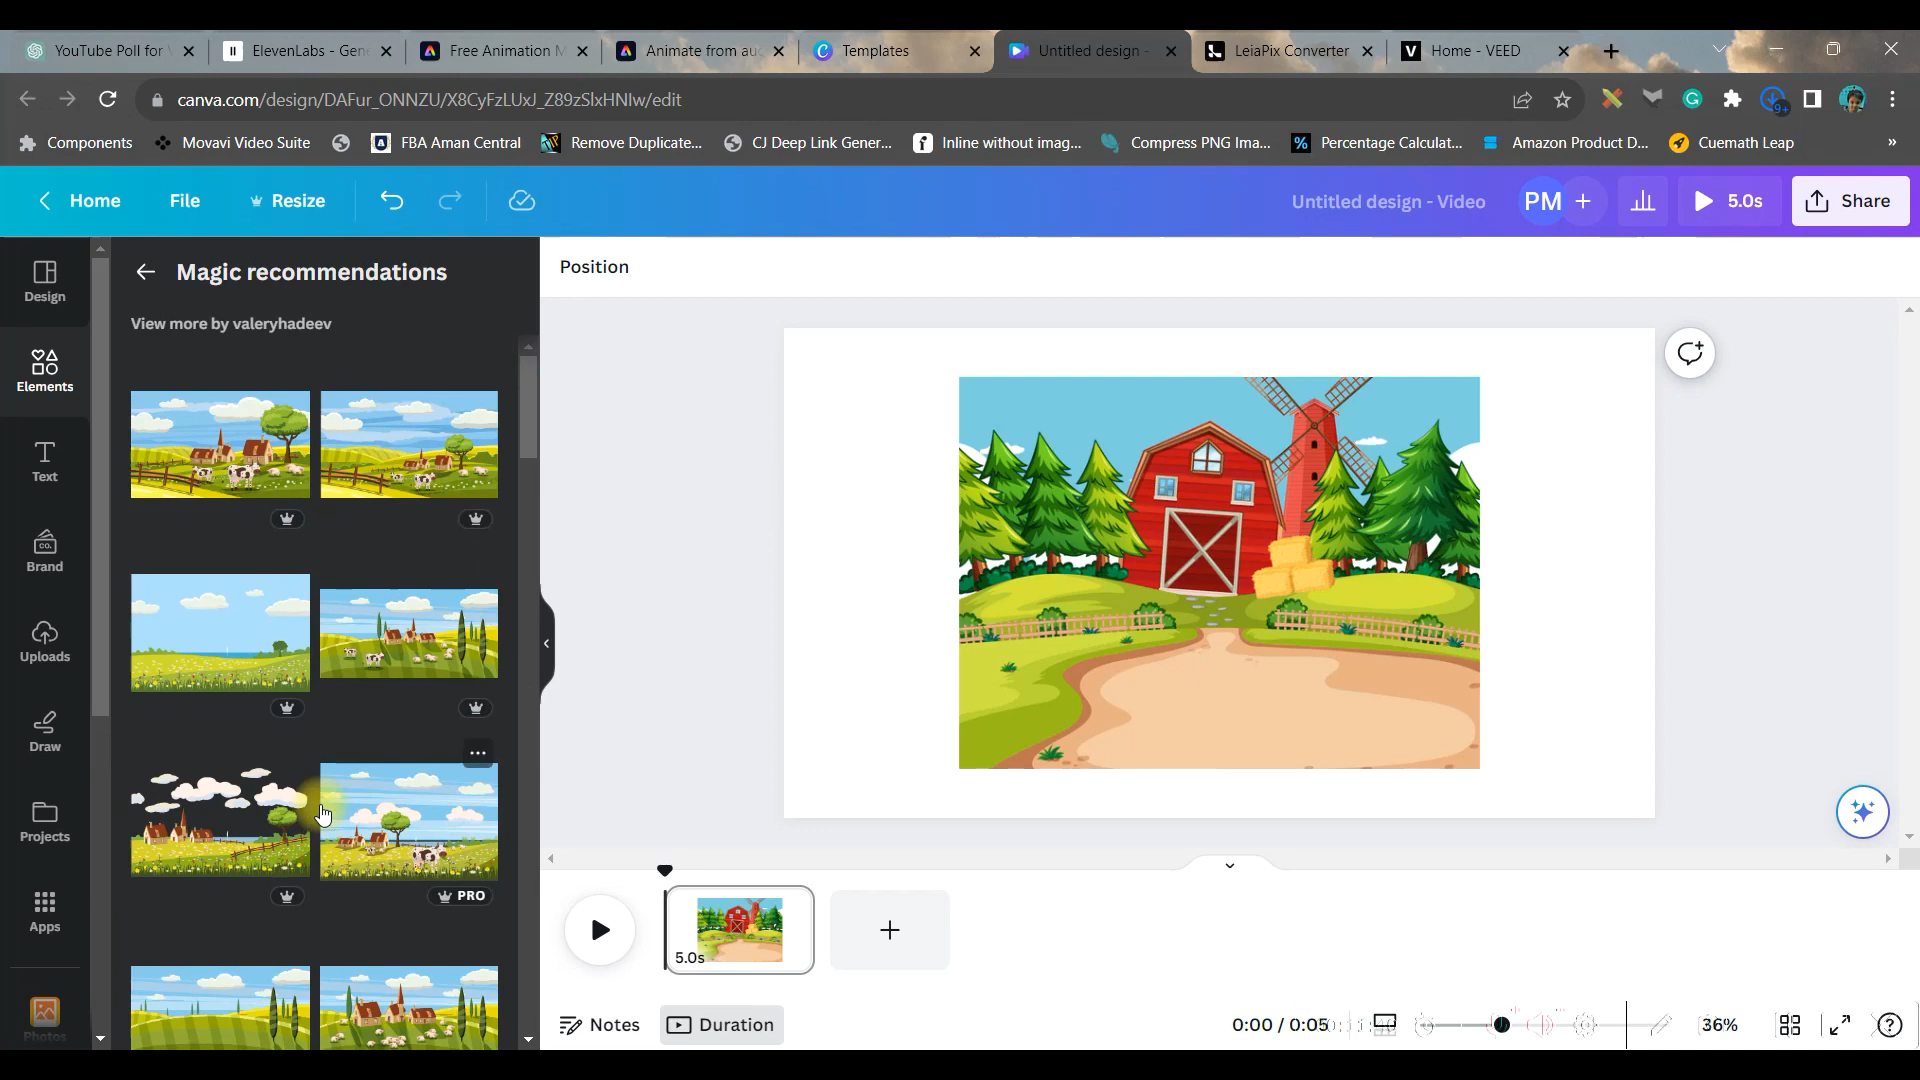 YouTube Poll for
ElevenLabs - Gene
Free Animation M
Animate from au
Templates
Untitled design -
LeiaPix Converter
Home - VEED
canva.com/design/DAFur_ONNZU/X8CyFzLUxJ_Z89zSlxHNIw/edit
9+
Components
Movavi Video Suite
FBA Aman Central
Remove Duplicate...
CJ Deep Link Gener...
Inline without imag...
Compress PNG Ima...
Percentage Calculat...
Amazon Product D...
Cuemath Leap
»
Home
File
Resize
Untitled design - Video
PM
5.0s
Share
Design
Elements
Text
Brand
Uploads
Draw
Projects
Apps
Photos
Magic recommendations
View more by valeryhadeev
PRO
Position
5.0s
Notes
Duration
0:00 / 0:05
36%